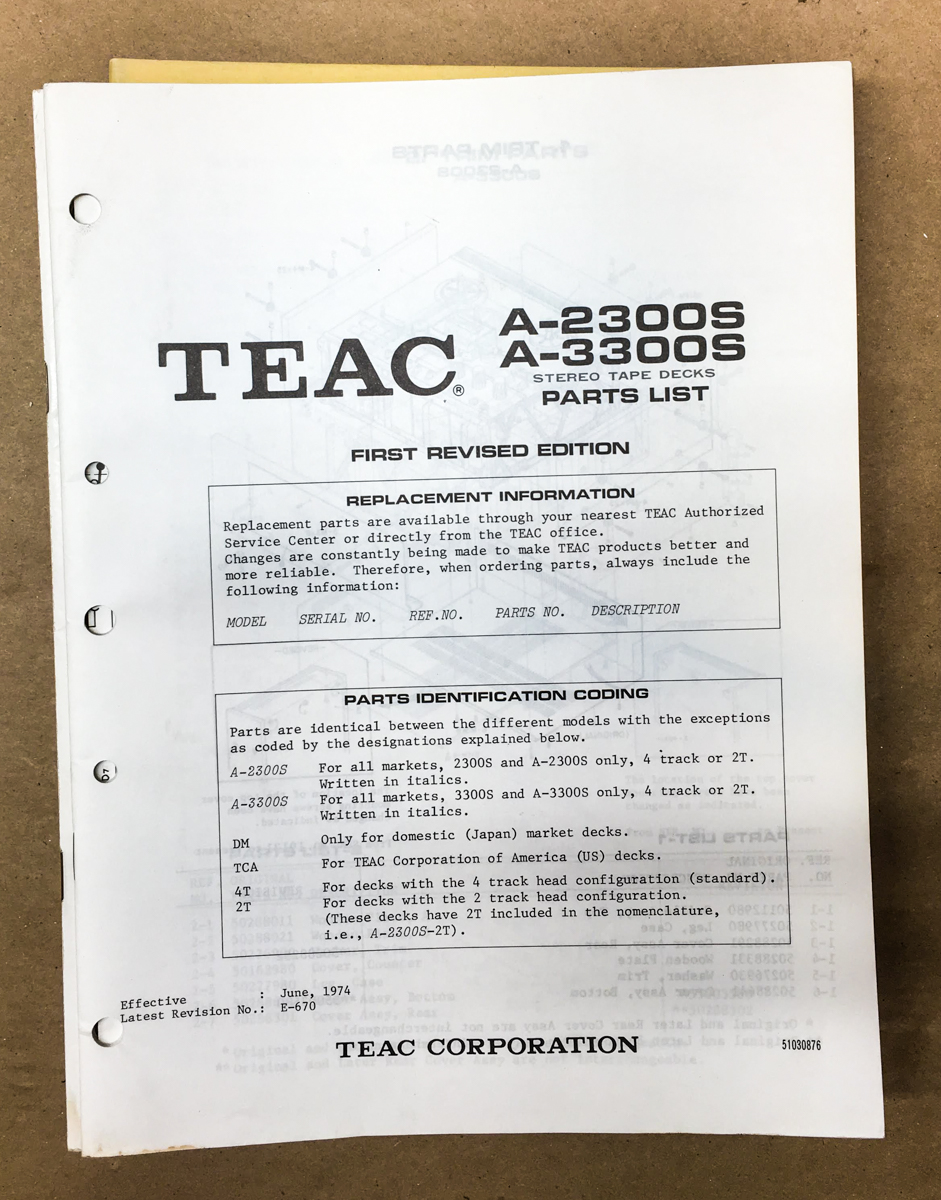 TEAC®
A-2300S
A-3300S
STEREO TAPE DECKS
PARTS LIST
FIRST REVISED EDITION
REPLACEMENT INFORMATION
Replacement parts are available through your nearest TEAC Authorized
Service Center or directly from the TEAC office.
Changes are constantly being made to make TEAC products better and
more reliable. Therefore, when ordering parts, always include the
following information:
MODEL SERIAL NO. REF.NO. PARTS NO. DESCRIPTION
PARTS IDENTIFICATION CODING
Parts are identical between the different models with the exceptions
as coded by the designations explained below.
A-2300S For all markets, 2300S and A-2300S only, 4 track or 2T.
Written in italics.
A-3300S For all markets, 3300S and A-3300S only, 4 track or 2T.
Written in italics.
DM Only for domestic (Japan) market decks.
TCA For TEAC Corporation of America (US) decks.
4T For decks with the 4 track head configuration (standard).
2T For decks with the 2 track head configuration.
(These decks have 2T included in the nomenclature,
i.e., A-2300S-2T).
Effective : June, 1974
Latest Revision No.: E-670
TEAC CORPORATION
51030876